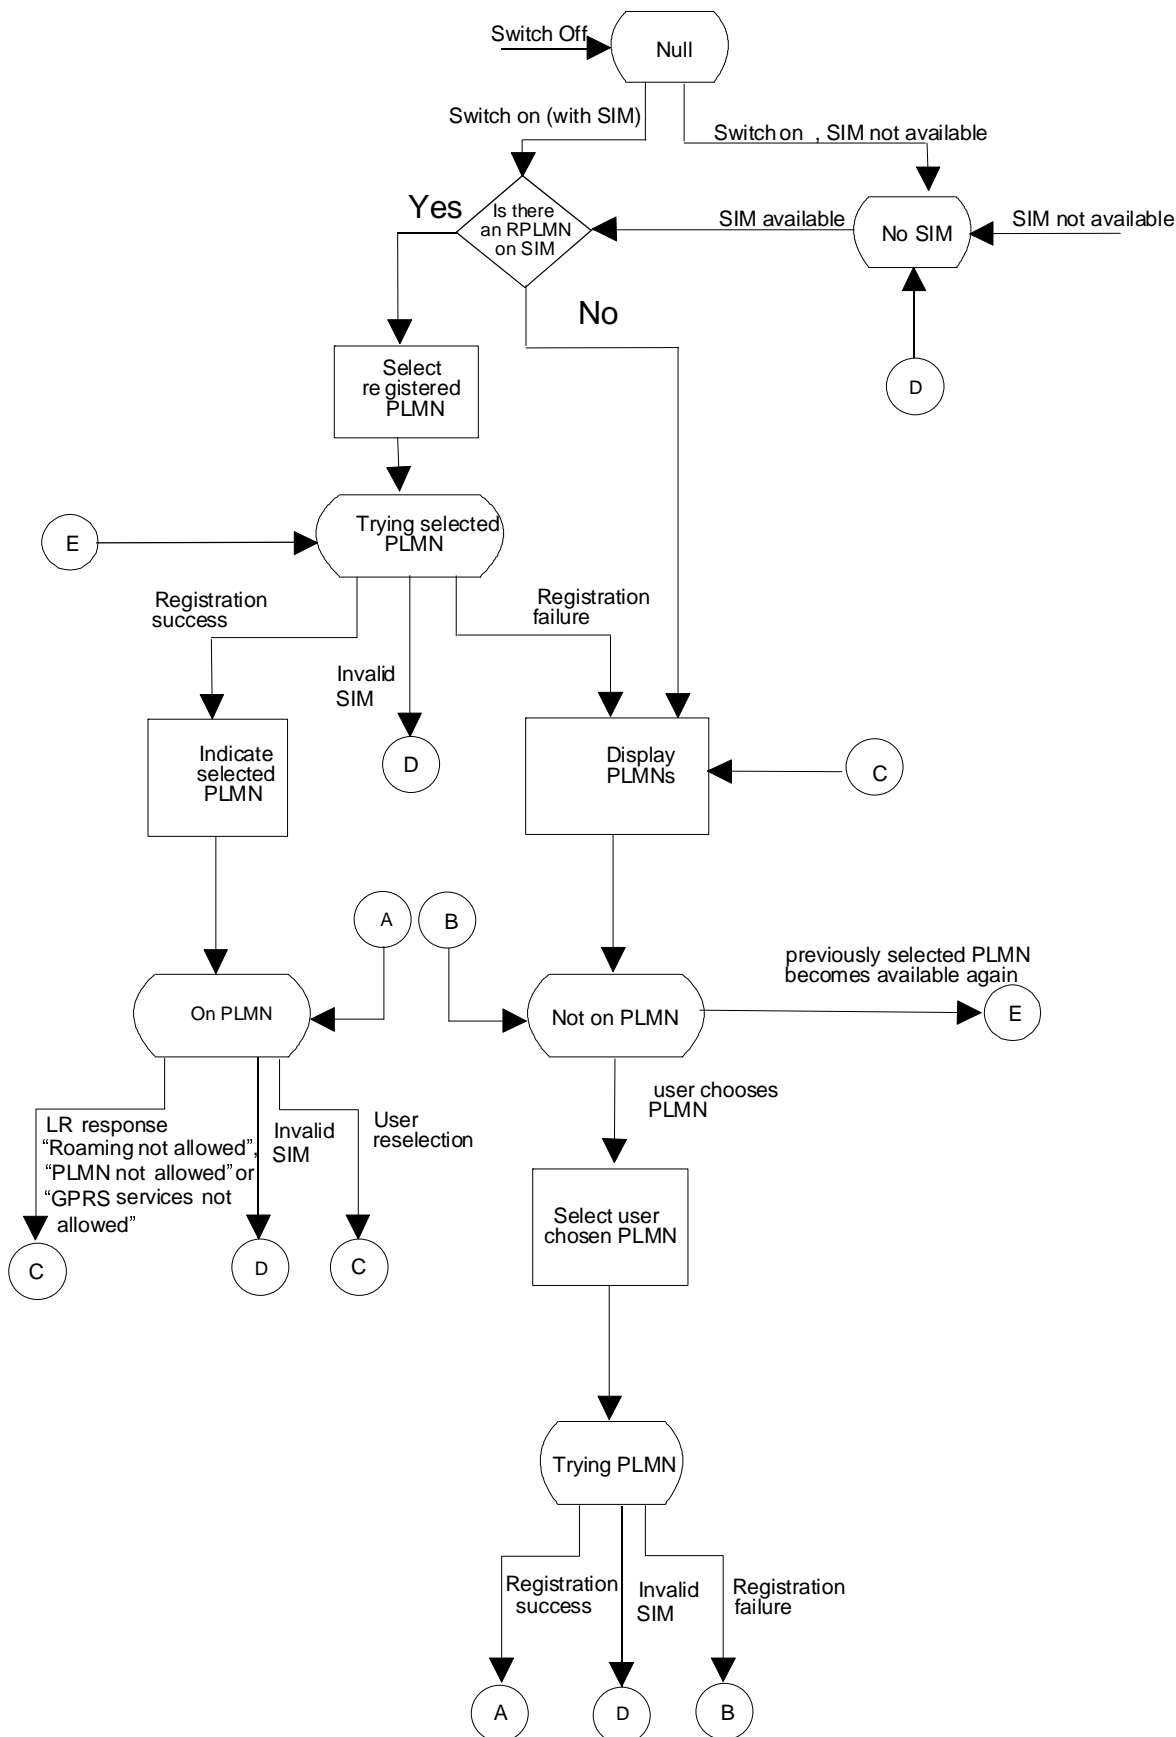 Switch Off
Null
Switch on (with SIM)
Switch on , SIM not available
Yes
Is there
an RPLMN
on SIM
SIM available
No SIM
SIM not available
No
D
Select
registered
PLMN
E
Trying selected
PLMN
Registration
success
Invalid
SIM
Registration
failure
Indicate
selected
PLMN
D
Display
PLMNs
C
A
B
On PLMN
Not on PLMN
previously selected PLMN
becomes available again
E
LR response
“Roaming not allowed”,
“PLMN not allowed” or
“GPRS services not
allowed”
Invalid
SIM
User
reselection
user chooses
PLMN
C
D
C
Select user
chosen PLMN
Trying PLMN
Registration
success
Invalid
SIM
Registration
failure
A
D
B